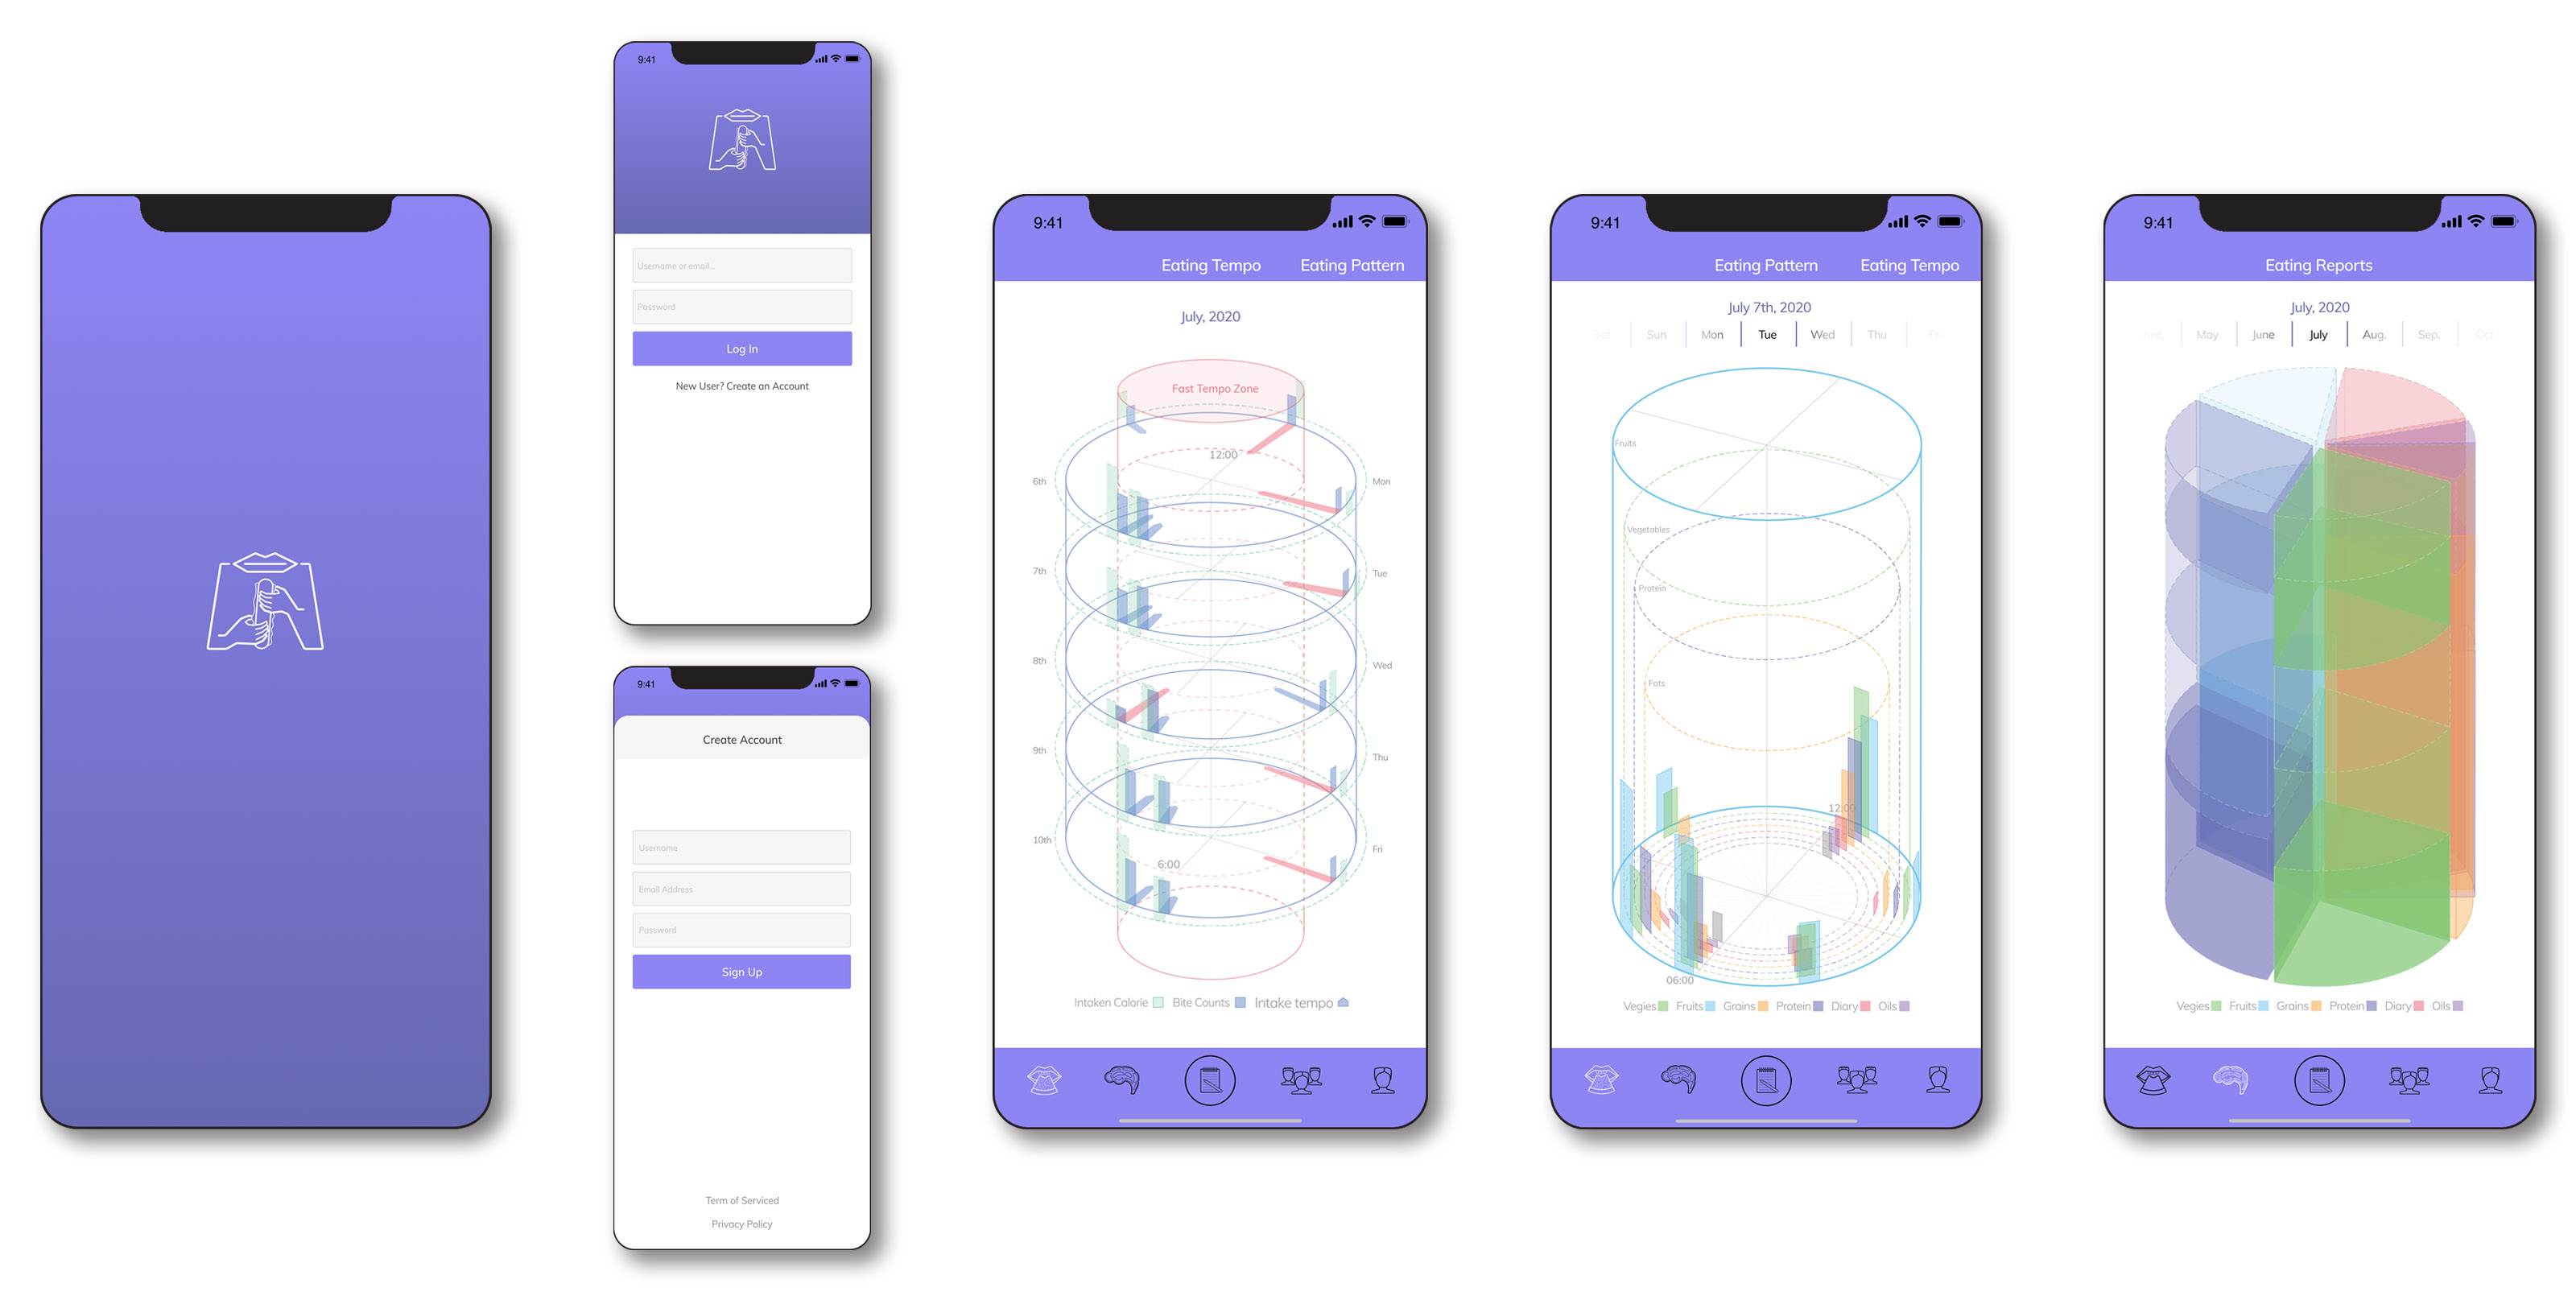 9:41
Username or email...
Password
Log In
New User? Create an Account
9:41
Create Account
Username
Email Address
Password
Sign Up
Term of Serviced
Privacy Policy
9:41
Eating Tempo Eating Pattern
July, 2020
Fast Tempo Zone
12:00
6th Mon
7th Tue
8th Wed
9th Thu
10th Fri
6:00
Intaken Calorie Bite Counts Intake tempo
9:41
Eating Pattern Eating Tempo
July 7th, 2020
Sat Sun Mon Tue Wed Thu Fri
Fruits
Vegetables
Protein
Fats
12:00
06:00
Vegies Fruits Grains Protein Diary Oils
9:41
Eating Reports
July, 2020
Apr. May June July Aug. Sep. Oct.
Vegies Fruits Grains Protein Diary Oils